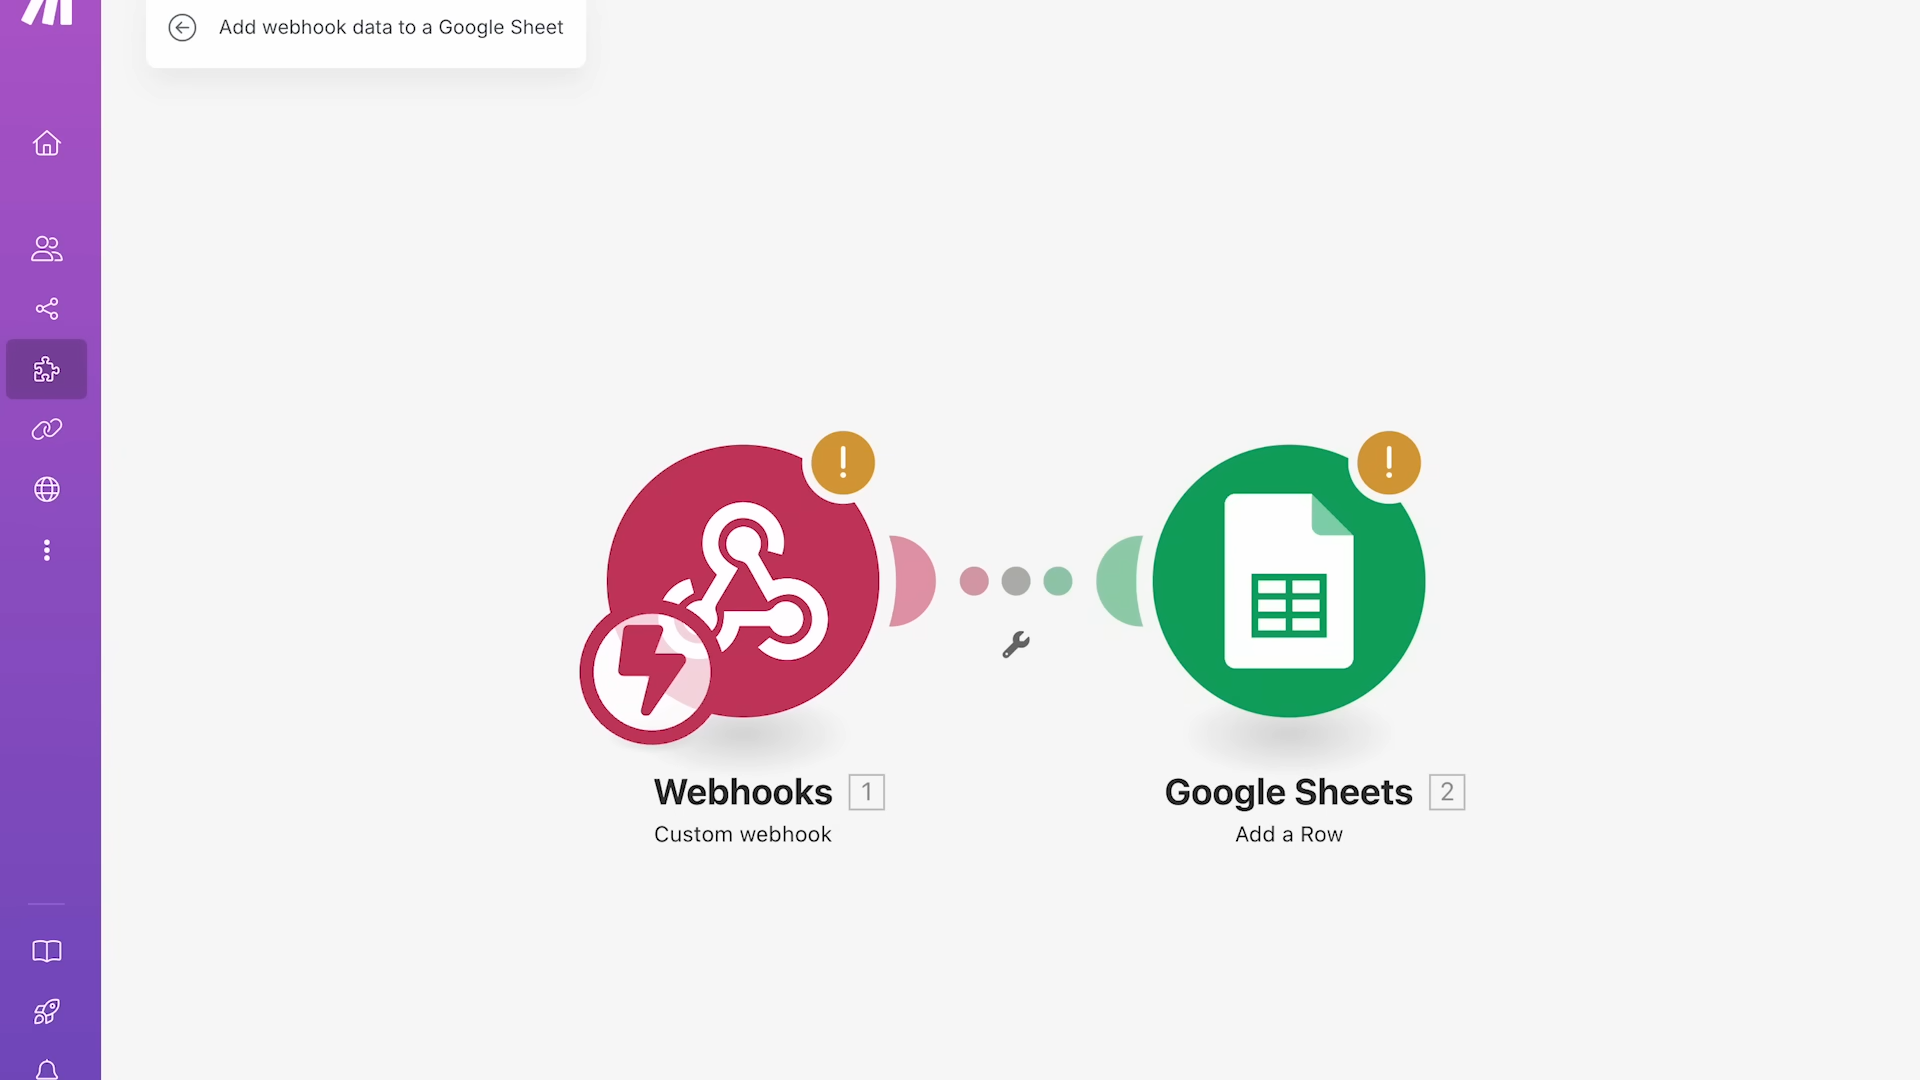 Add webhook data to a Google Sheet
!
!
Webhooks 1
Custom webhook
Google Sheets 2
Add a Row